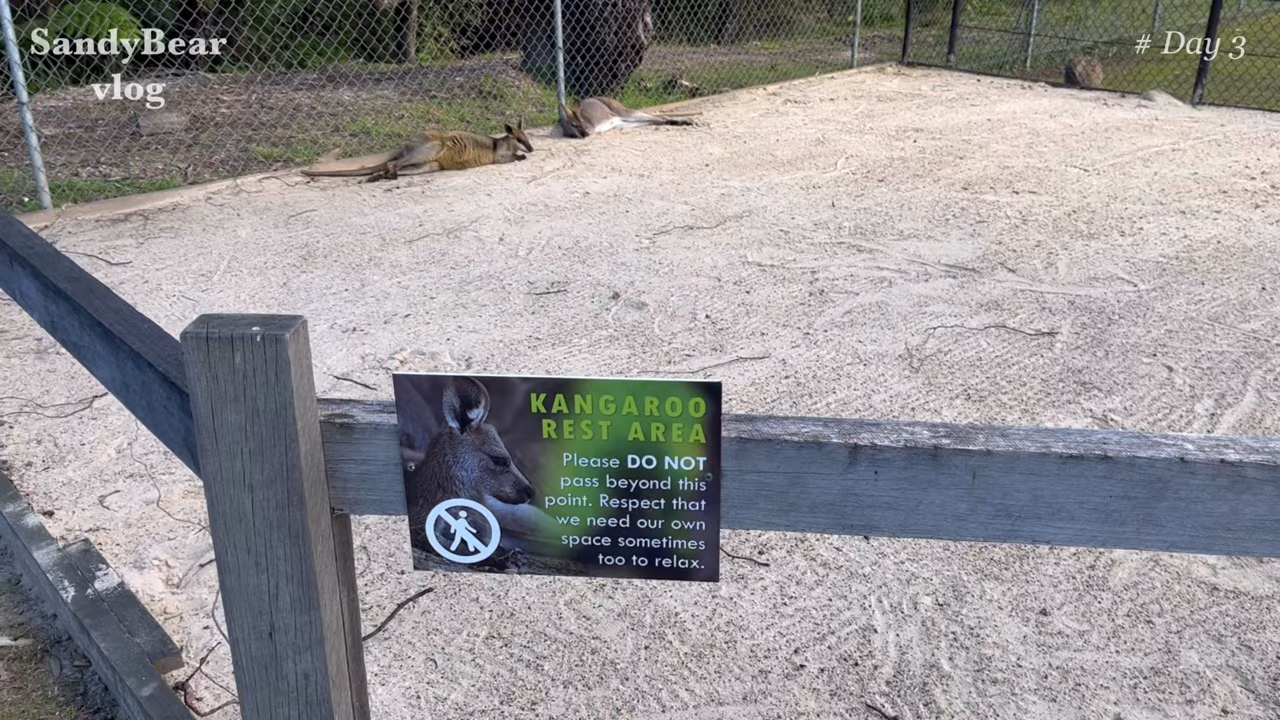 SandyBear
vlog
# Day 3
KANGAROO
REST AREA
Please DO NOT
pass beyond this
point. Respect that
we need our own
space sometimes
too to relax.